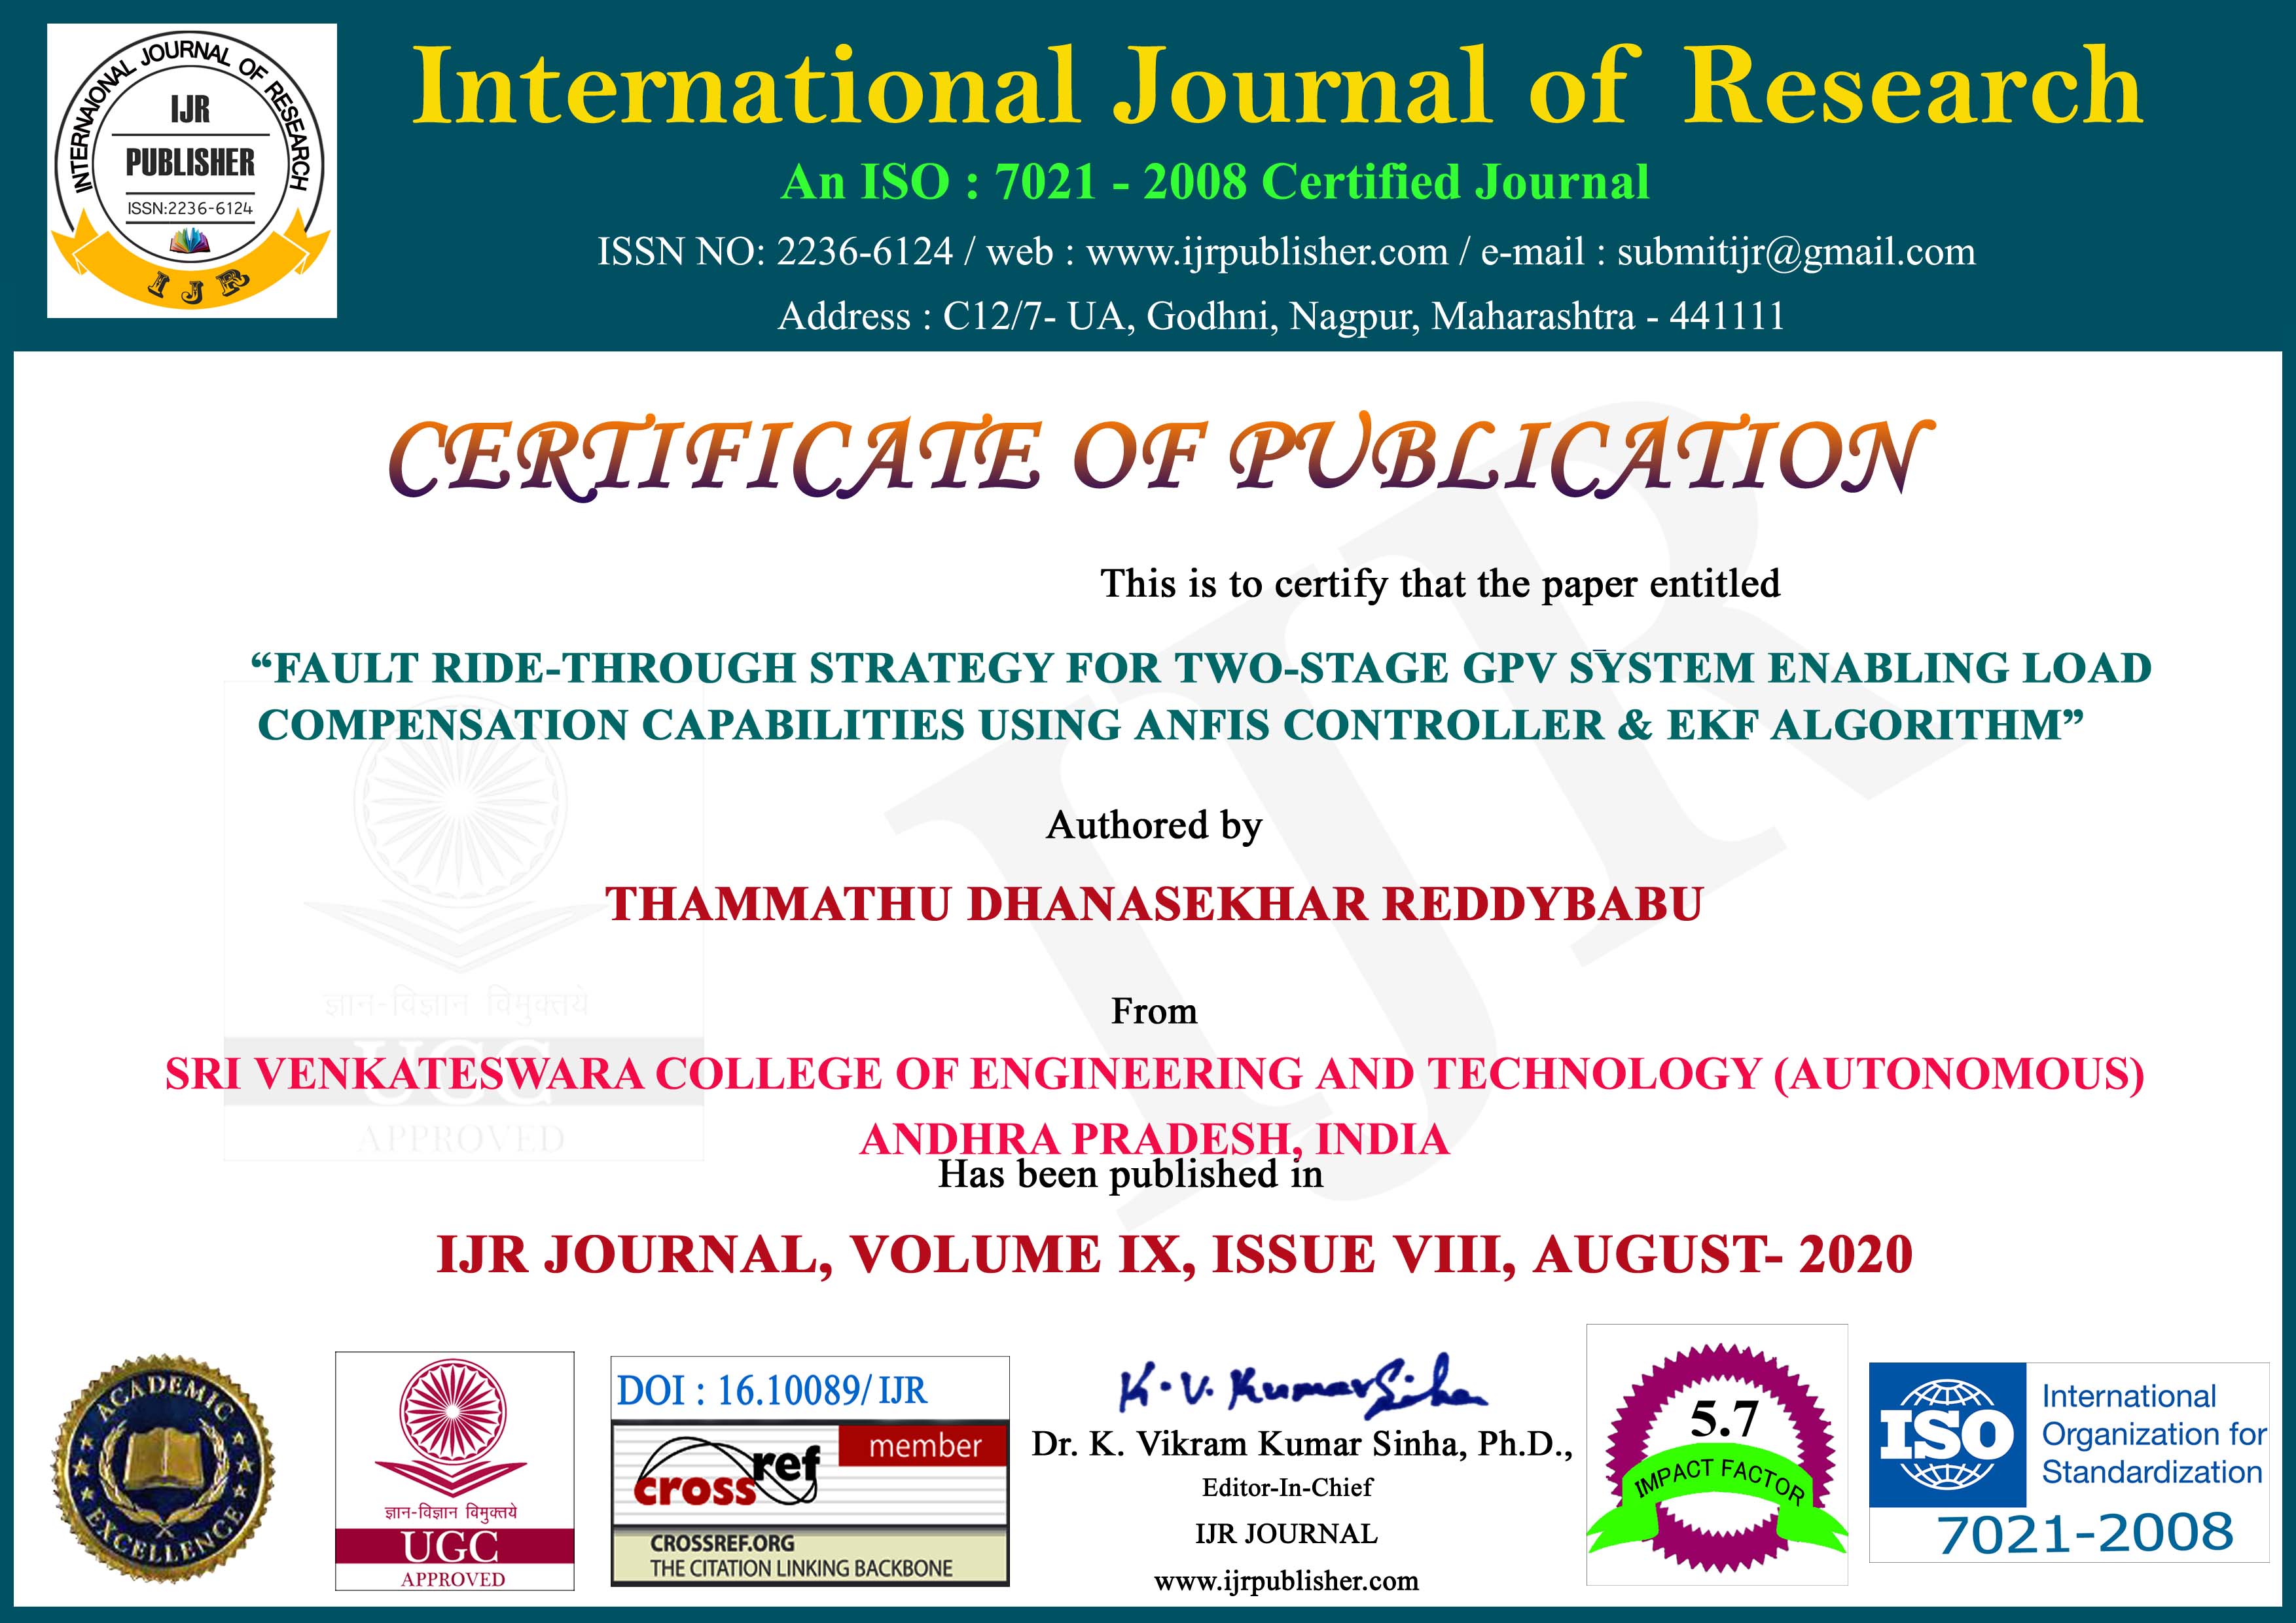 INTERNAIONAL JOURNAL OF RESEARCH
IJR
PUBLISHER
ISSN:2236-6124
IJR
International Journal of Research
An ISO : 7021 - 2008 Certified Journal
ISSN NO: 2236-6124 / web : www.ijrpublisher.com / e-mail : submitijr@gmail.com
Address : C12/7- UA, Godhni, Nagpur, Maharashtra - 441111
CERTIFICATE OF PUBLICATION
This is to certify that the paper entitled
“FAULT RIDE-THROUGH STRATEGY FOR TWO-STAGE GPV SYSTEM ENABLING LOAD
COMPENSATION CAPABILITIES USING ANFIS CONTROLLER & EKF ALGORITHM”
Authored by
THAMMATHU DHANASEKHAR REDDYBABU
From
SRI VENKATESWARA COLLEGE OF ENGINEERING AND TECHNOLOGY (AUTONOMOUS)
ANDHRA PRADESH, INDIA
Has been published in
IJR JOURNAL, VOLUME IX, ISSUE VIII, AUGUST- 2020
IJR
ज्ञान-विज्ञान विमुक्तये
UGC
APPROVED
ACADEMIC
EXCELLENCE
ज्ञान-विज्ञान विमुक्तये
UGC
APPROVED
DOI : 16.10089/ IJR
member
crossref
CROSSREF.ORG
THE CITATION LINKING BACKBONE
K.V. KumarSinha
Dr. K. Vikram Kumar Sinha, Ph.D.,
Editor-In-Chief
IJR JOURNAL
www.ijrpublisher.com
5.7
IMPACT FACTOR
ISO
International
Organization for
Standardization
7021-2008